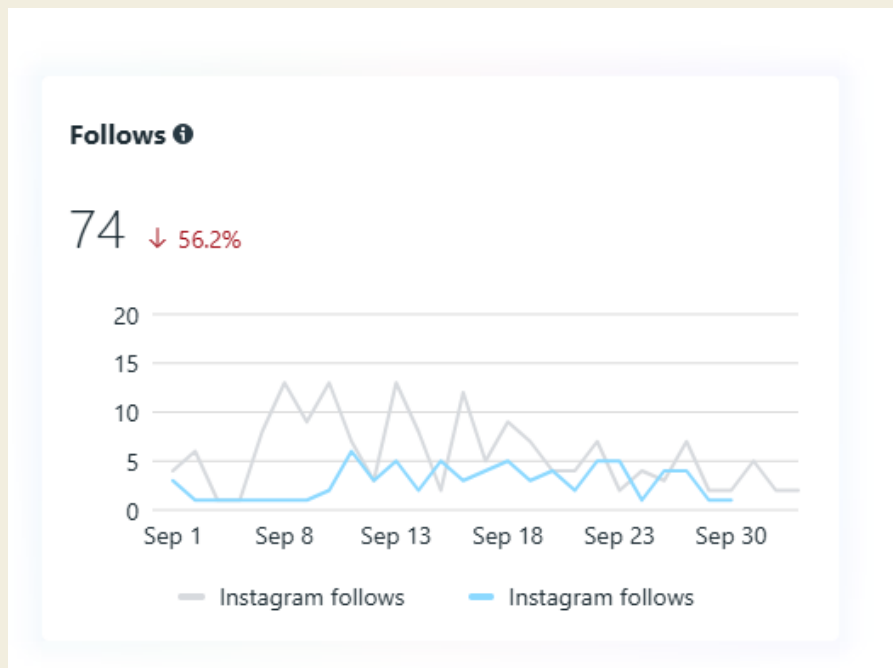 Follows
74 ↓ 56.2%
20
15
10
5
0
Sep 1 Sep 8 Sep 13 Sep 18 Sep 23 Sep 30
Instagram follows Instagram follows